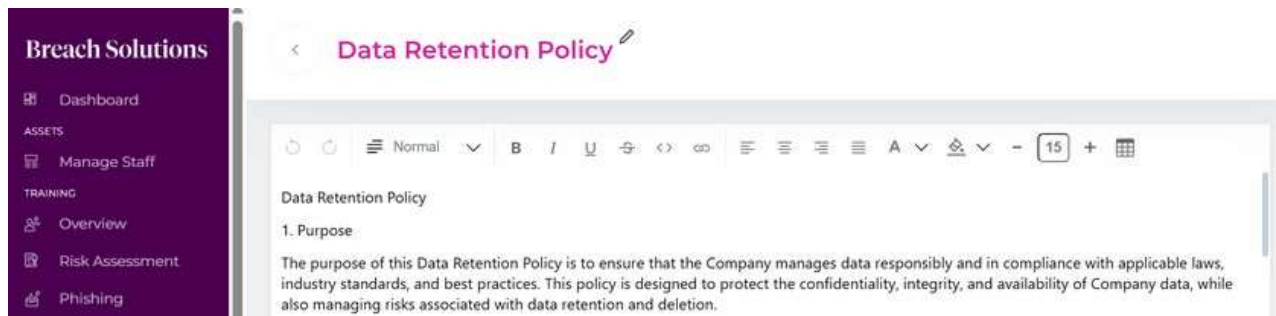 Breach Solutions
Dashboard
ASSETS
Manage Staff
TRAINING
Overview
Risk Assessment
Phishing
Data Retention Policy
Normal
B I U S A 15
Data Retention Policy
1. Purpose
The purpose of this Data Retention Policy is to ensure that the Company manages data responsibly and in compliance with applicable laws,
industry standards, and best practices. This policy is designed to protect the confidentiality, integrity, and availability of Company data, while
also managing risks associated with data retention and deletion.